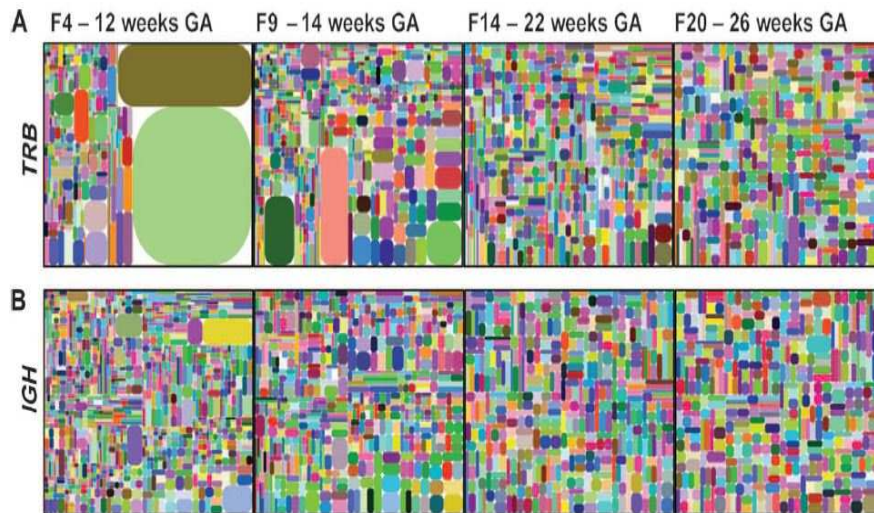 A F4 – 12 weeks GA F9 – 14 weeks GA F14 – 22 weeks GA F20 – 26 weeks GA
TRB
B
IGH